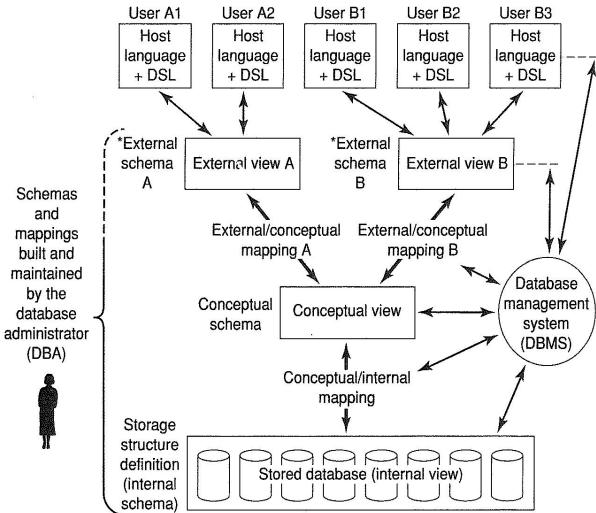 User A1
User A2
User B1
User B2
User B3
Host
language
+ DSL
Host
language
+ DSL
Host
language
+ DSL
Host
language
+ DSL
Host
language
+ DSL
*External
schema
A
External view A
*External
schema
B
External view B
Schemas
and
mappings
built and
maintained
by the
database
administrator
(DBA)
External/conceptual
mapping A
External/conceptual
mapping B
Conceptual
schema
Conceptual view
Database
management
system
(DBMS)
Conceptual/internal
mapping
Storage
structure
definition
(internal
schema)
Stored database (internal view)